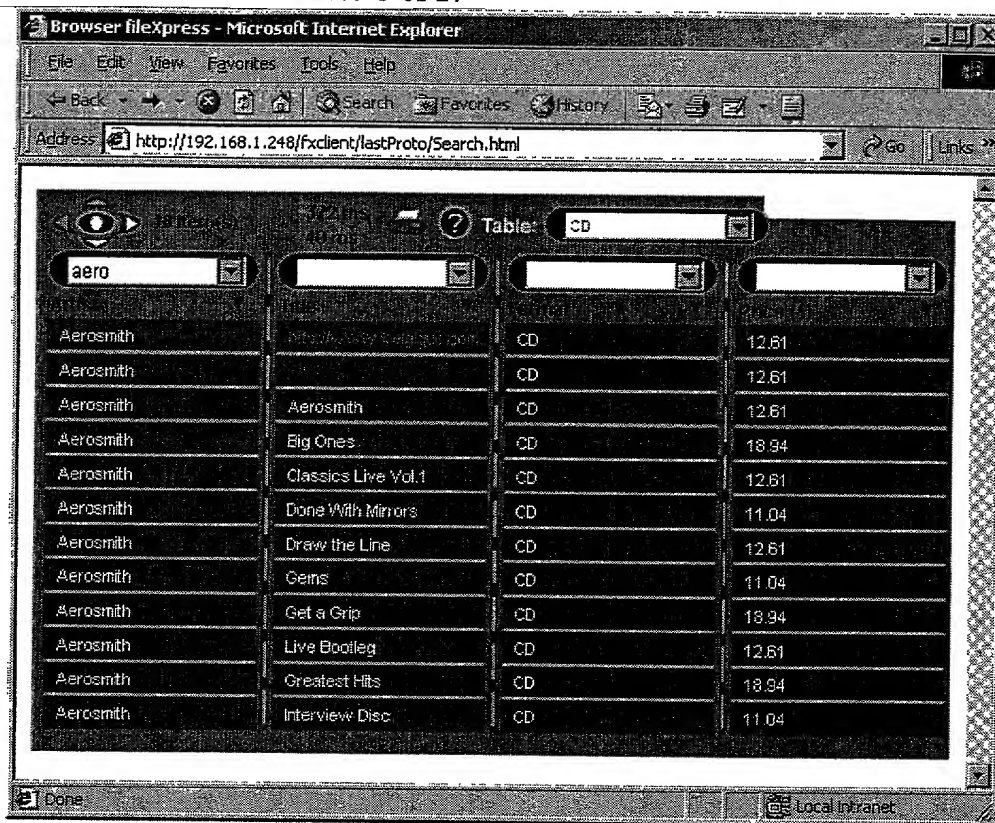 Browser fileXpress - Microsoft Internet Explorer
File Edit View Favorites Tools Help
Back Search Favorites History
Address http://192.168.1.248/fxclient/lastProto/Search.html Go Links »
372 ms ? Table: CD
aero
Aerosmith CD 12.61
Aerosmith CD 12.61
Aerosmith Aerosmith CD 12.61
Aerosmith Big Ones CD 18.94
Aerosmith Classics Live Vol.1 CD 12.61
Aerosmith Done With Mirrors CD 11.04
Aerosmith Draw the Line CD 12.61
Aerosmith Gems CD 11.04
Aerosmith Get a Grip CD 18.94
Aerosmith Live Bootleg CD 12.61
Aerosmith Greatest Hits CD 18.94
Aerosmith Interview Disc CD 11.04
Done Local intranet